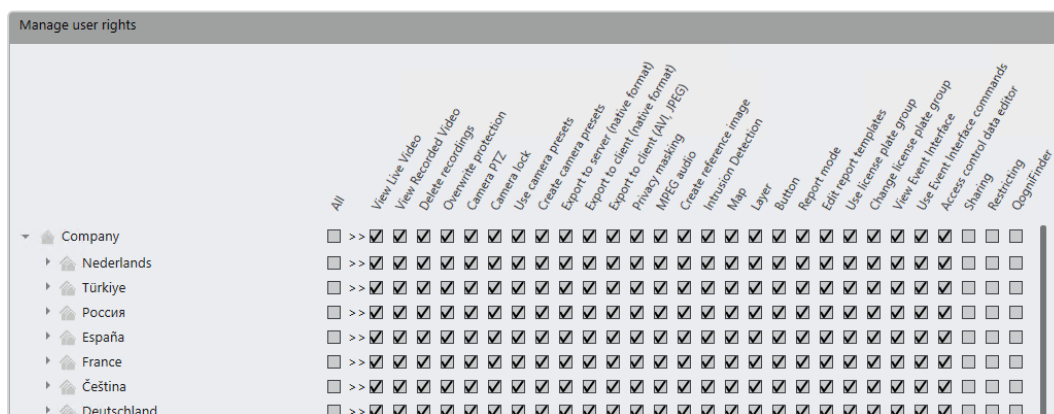 Manage user rights
All
View Live Video
View Recorded Video
Delete recordings
Overwrite protection
Camera PTZ
Camera lock
Use camera presets
Create camera presets
Export to server (native format)
Export to client (native format)
Export to client (AVI, JPEG)
Privacy masking
MPEG audio
Create reference image
Intrusion Detection
Map
Layer
Button
Report mode
Edit report templates
Use license plate group
Change license plate group
View Event Interface
Use Event Interface commands
Access control data editor
Sharing
Restricting
QogniFinder
Company >>
Nederlands >>
Türkiye >>
Россия >>
España >>
France >>
Čeština >>
Deutschland >>